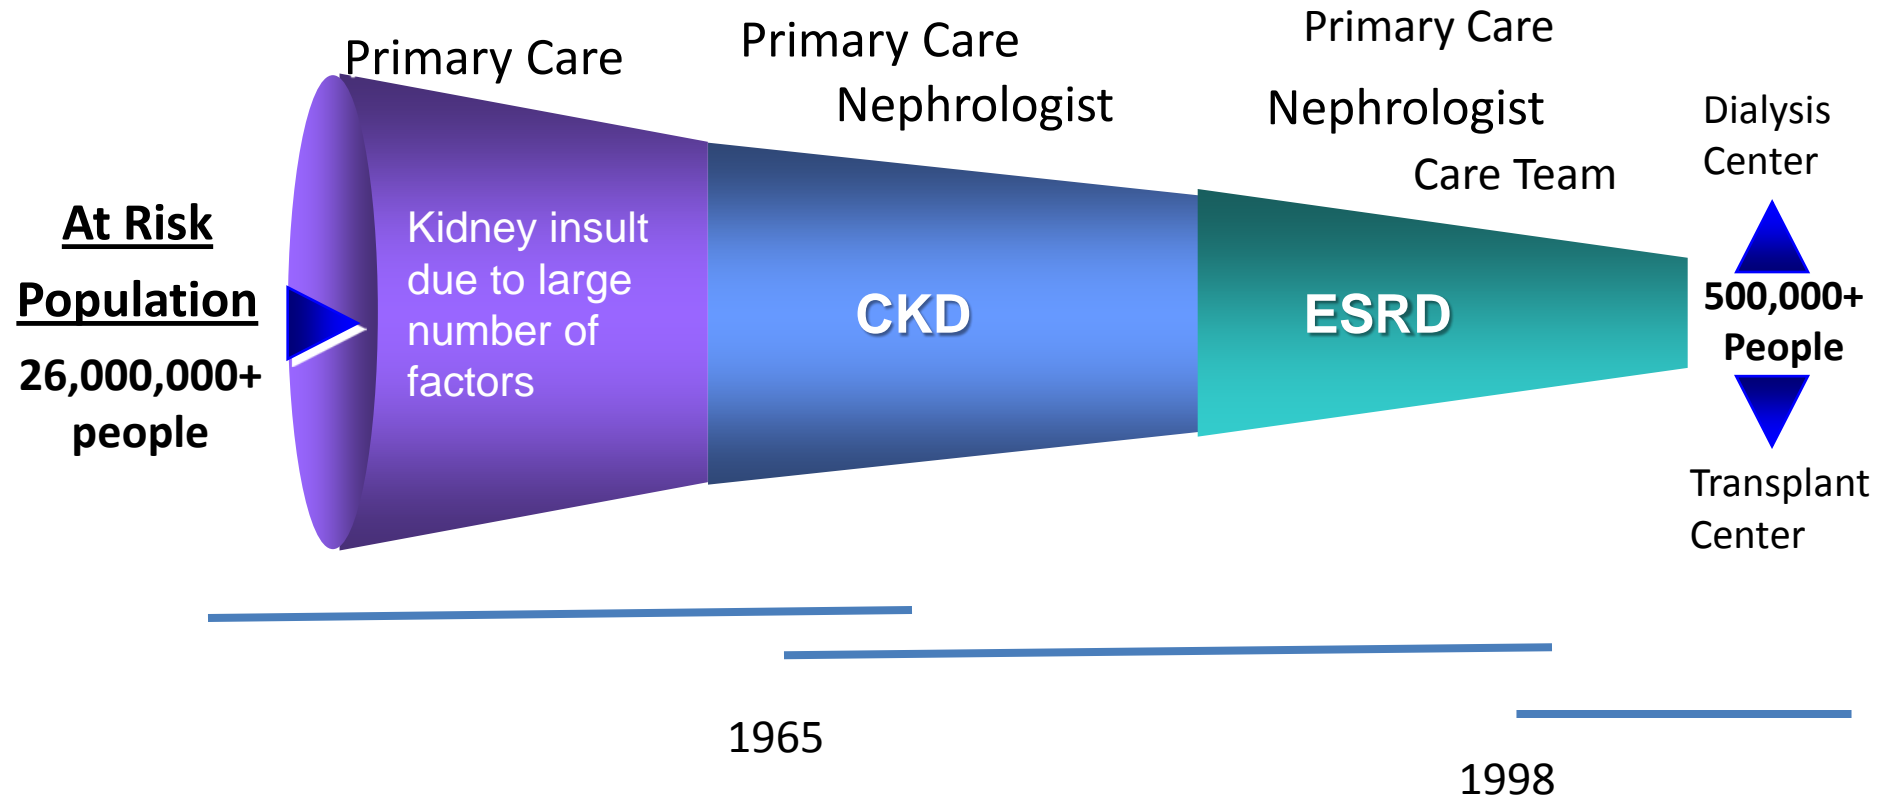 Primary Care
Primary Care
Nephrologist
Primary Care
Nephrologist
Care Team
Dialysis
Center
At Risk
Population
26,000,000+
people
Kidney insult
due to large
number of
factors
CKD
ESRD
500,000+
People
Transplant
Center
1965
1998